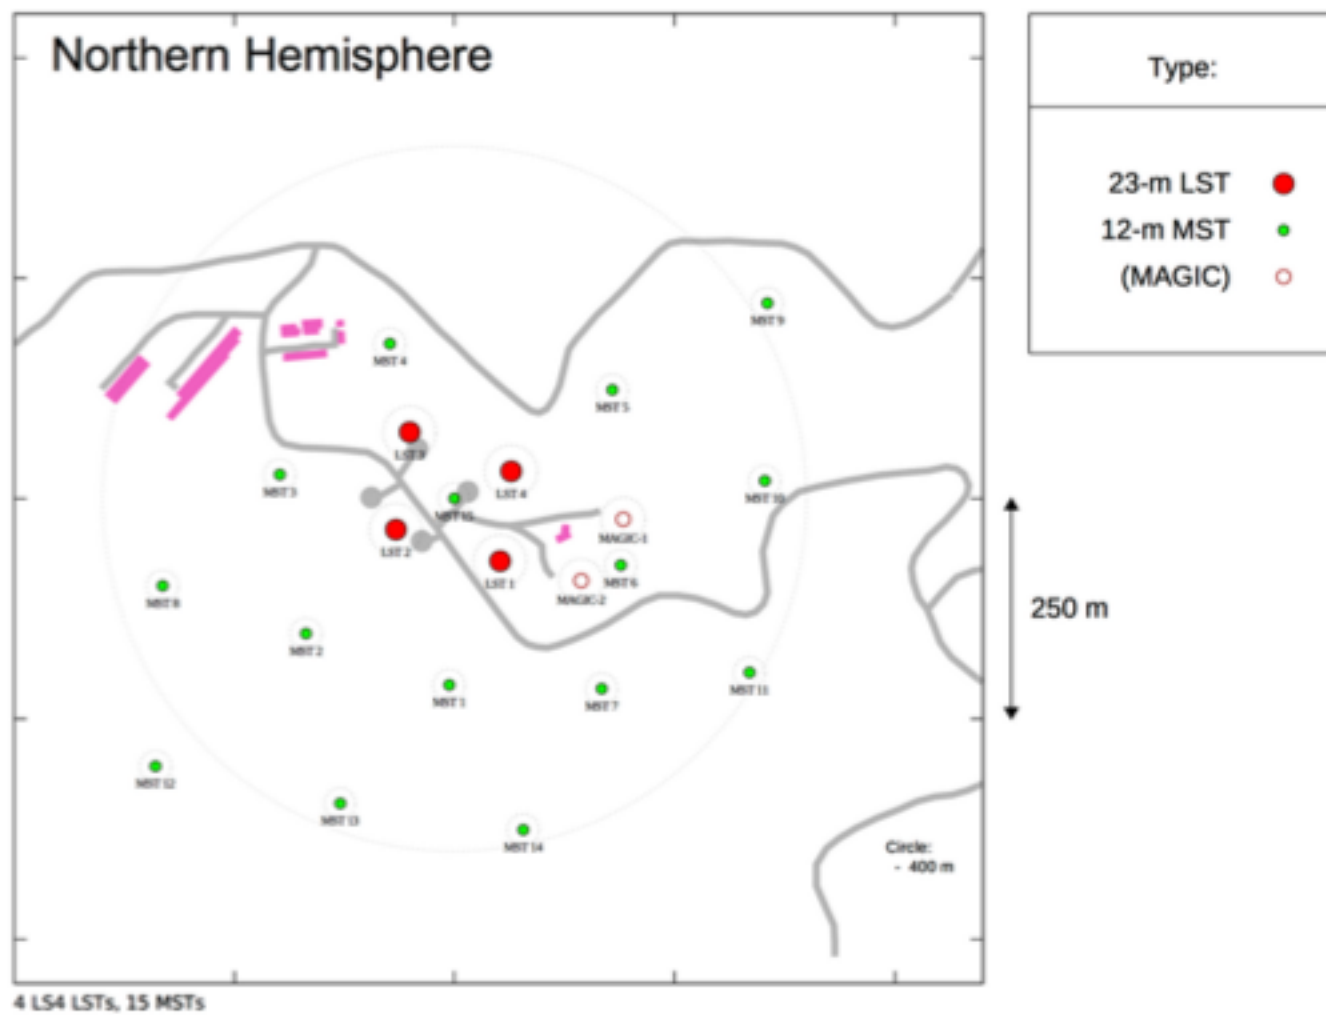 Northern Hemisphere
Type:
23-m LST
12-m MST
(MAGIC)
MST 9
MST 4
MST 5
LST 3
LST 4
MST 3
MST 10
MST 15
MAGIC-1
LST 2
LST 1
MST 6
MAGIC-2
MST 8
250 m
MST 2
MST 11
MST 1
MST 7
MST 12
MST 13
MST 14
Circle:
- 400 m
4 LS4 LSTs, 15 MSTs